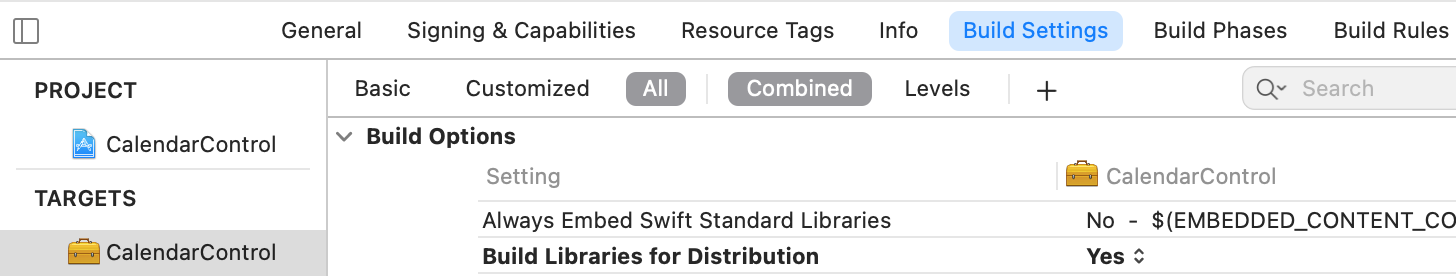 General Signing & Capabilities Resource Tags Info Build Settings Build Phases Build Rules
PROJECT
CalendarControl
TARGETS
CalendarControl
Basic Customized All Combined Levels + Search
Build Options
Setting CalendarControl
Always Embed Swift Standard Libraries No - $(EMBEDDED_CONTENT_CO
Build Libraries for Distribution Yes